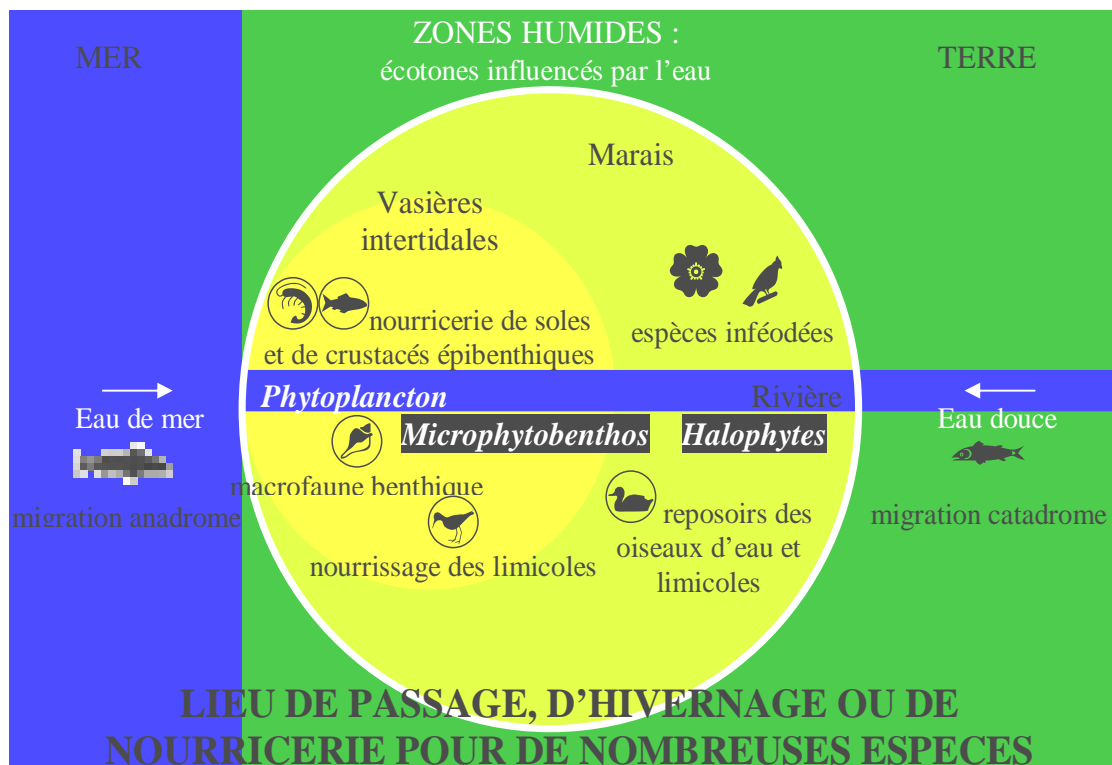 MER
ZONES HUMIDES :
écotones influencés par l’eau
TERRE
Marais
Vasières
intertidales
nourricerie de soles
et de crustacés épibenthiques
espèces inféodées
Eau de mer
Phytoplancton
Rivière
Eau douce
Microphytobenthos
Halophytes
macrofaune benthique
migration anadrome
reposoirs des
oiseaux d’eau et
limicoles
migration catadrome
nourrissage des limicoles
LIEU DE PASSAGE, D’HIVERNAGE OU DE
NOURRICERIE POUR DE NOMBREUSES ESPECES